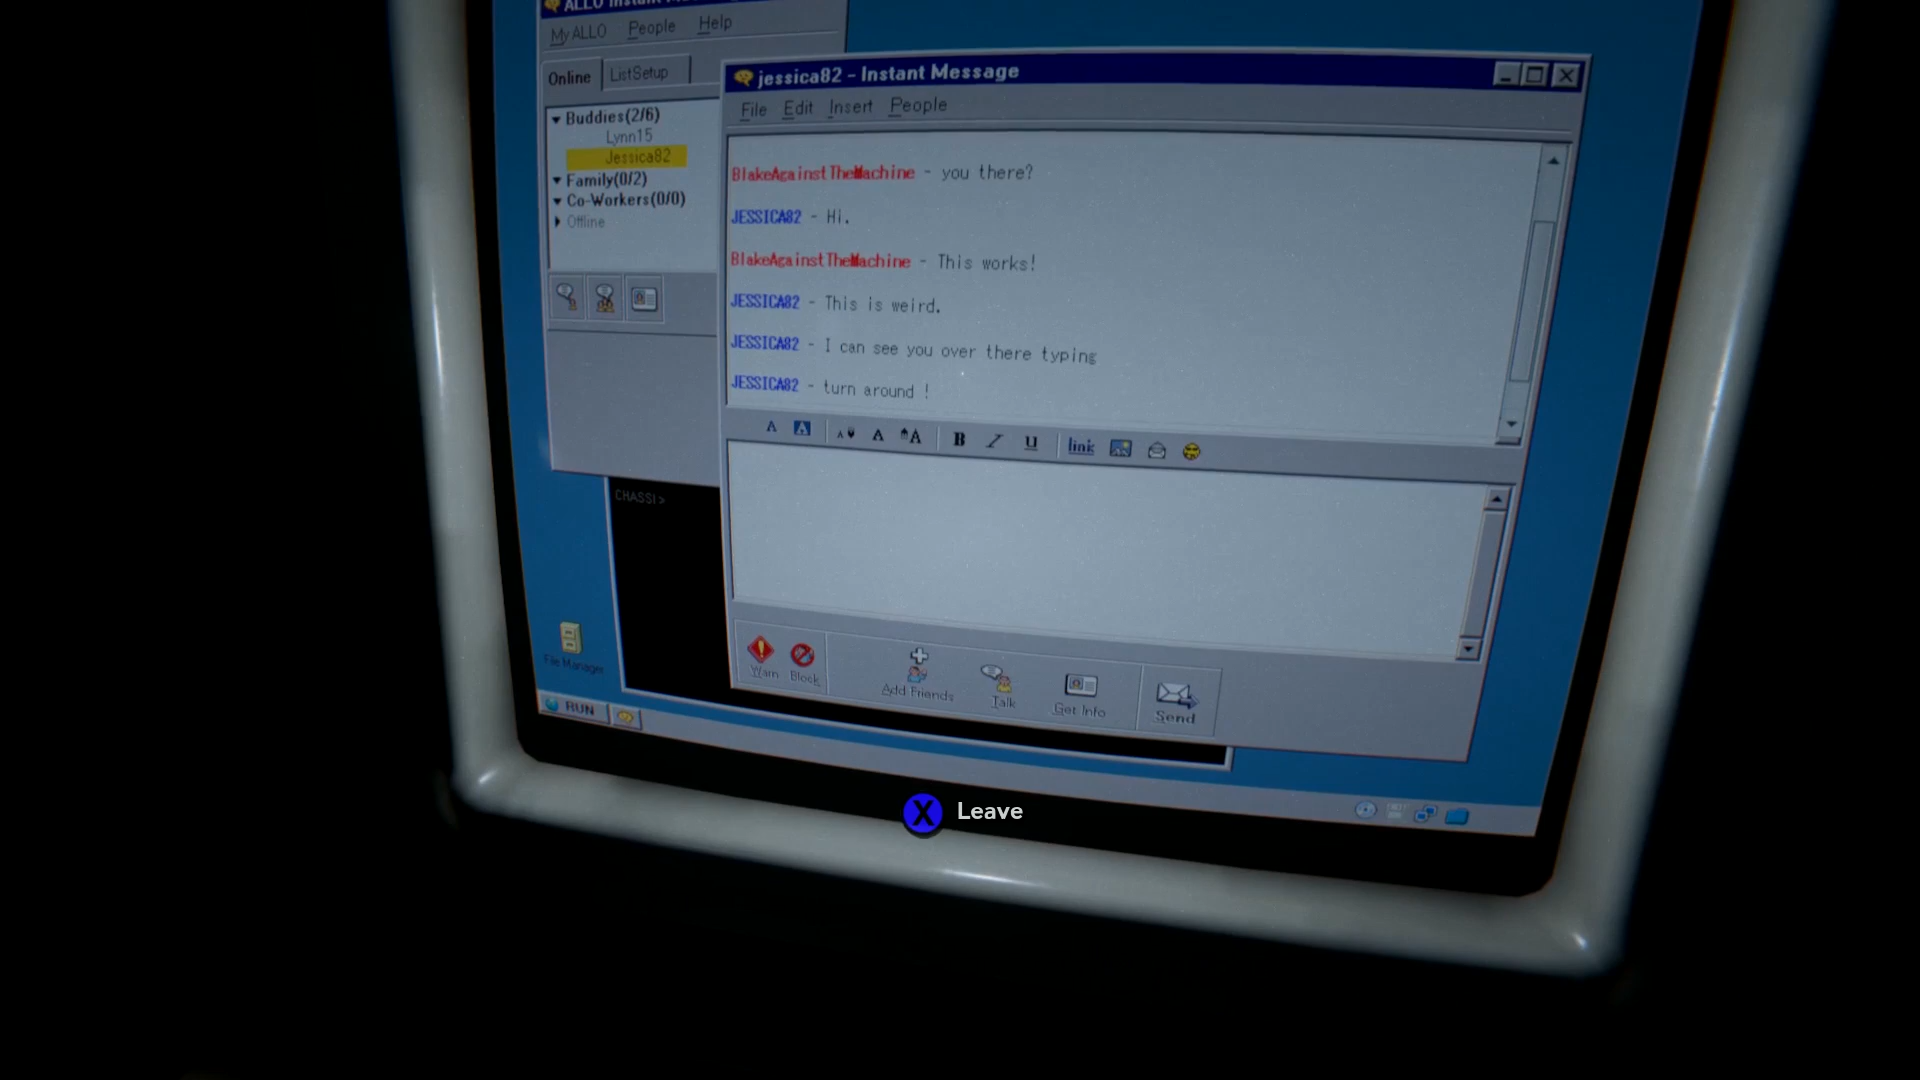 ALLO Instant
My ALLO People Help
Online ListSetup
Buddies(2/6)
Lynn15
Jessica82
Family(0/2)
Co-Workers(0/0)
Offline
jessica82 - Instant Message
File Edit Insert People
BlakeAgainstTheMachine - you there?
JESSICA82 - Hi.
BlakeAgainstTheMachine - This works!
JESSICA82 - This is weird.
JESSICA82 - I can see you over there typing
JESSICA82 - turn around !
A A A A A B I U link
CHASSI>
Warn Block Add Friends Talk Get Info Send
File Manager
RUN
X Leave